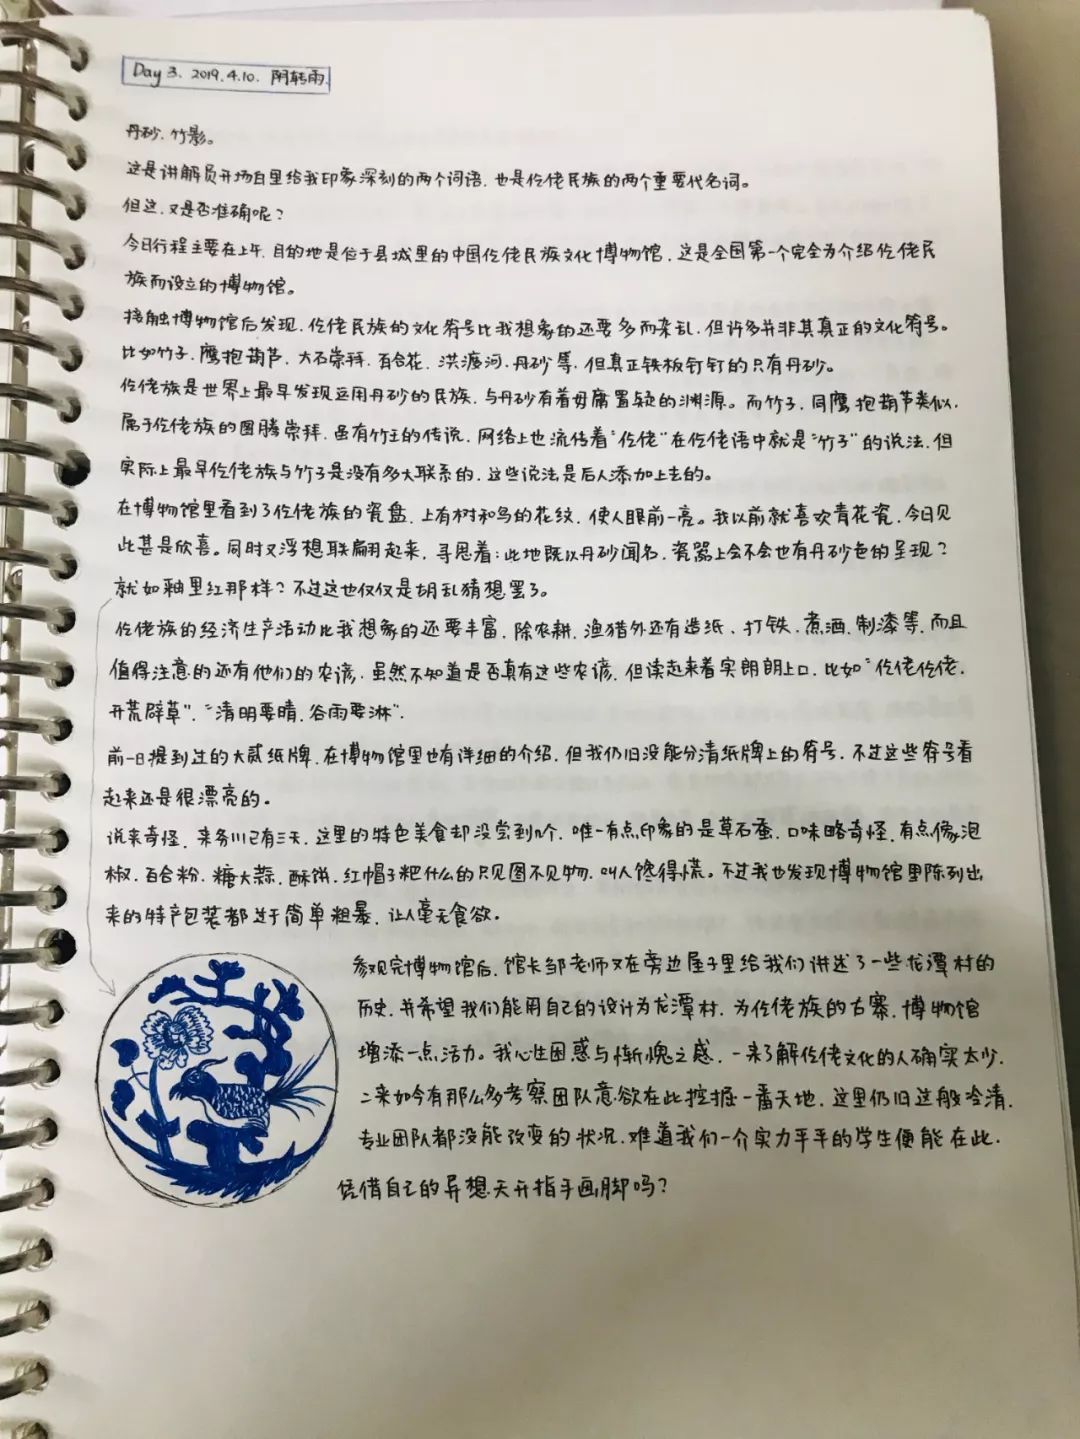 Day 3. 2019.4.10. 阴转雨.
丹砂.竹影。
这是讲解员开场白里给我印象深刻的两个词语.也是仡佬民族的两个重要代名词。
但这.又是否准确呢?
今日行程主要在上午.目的地是位于县城里的中国仡佬民族文化博物馆.这是全国第一个完全为介绍仡佬民
族而设立的博物馆。
接触博物馆后发现.仡佬民族的文化符号比我想象的还要多而杂乱.但许多并非其真正的文化符号。
比如竹子.鹰抱葫芦.大石崇拜.百合花.洪渡河.丹砂等.但真正铁板钉钉的只有丹砂。
仡佬族是世界上最早发现运用丹砂的民族.与丹砂有着毋庸置疑的渊源。而竹子.同鹰抱葫芦类似.
属于仡佬族的图腾崇拜.虽有竹王的传说.网络上也流传着"仡佬"在仡佬语中就是"竹子"的说法.但
实际上最早仡佬族与竹子是没有多大联系的.这些说法是后人添加上去的。
在博物馆里看到了仡佬族的瓷盘.上有树和鸟的花纹.使人眼前一亮。我以前就喜欢青花瓷.今日见
此甚是欣喜。同时又浮想联翩起来.寻思着:此地既以丹砂闻名.瓷器上会不会也有丹砂色的呈现?
就如釉里红那样?不过这也仅仅是胡乱猜想罢了。
仡佬族的经济生产活动比我想象的还要丰富.除农耕.渔猎外还有造纸、打铁.煮酒.制漆等.而且
值得注意的还有他们的农谚.虽然不知道是否真有这些农谚.但读起来着实朗朗上口.比如"仡佬仡佬.
开荒辟草"."清明要晴.谷雨要淋".
前一日提到过的大贰纸牌.在博物馆里也有详细的介绍.但我仍旧没能分清纸牌上的符号.不过这些符号看
起来还是很漂亮的。
说来奇怪.来务川已有三天.这里的特色美食却没尝到几个.唯一有点印象的是草石蚕.口味略奇怪.有点像泡
椒.百合粉.糖大蒜.酥饼.红帽子粑什么的只见图不见物.叫人馋得慌。不过我也发现博物馆里陈列出
来的特产包装都过于简单粗暴.让人毫无食欲。
参观完博物馆后.馆长邹老师又在旁边屋子里给我们讲述了一些龙潭村的
历史.并希望我们能用自己的设计为龙潭村.为仡佬族的古寨.博物馆
增添一点活力。我心生困惑与惭愧之感.一来了解仡佬文化的人确实太少.
二来如今有那么多考察团队意欲在此挖掘一番天地.这里仍旧这般冷清.
专业团队都没能改变的状况.难道我们一介实力平平的学生便能在此.
凭借自己的异想天开指手画脚吗?